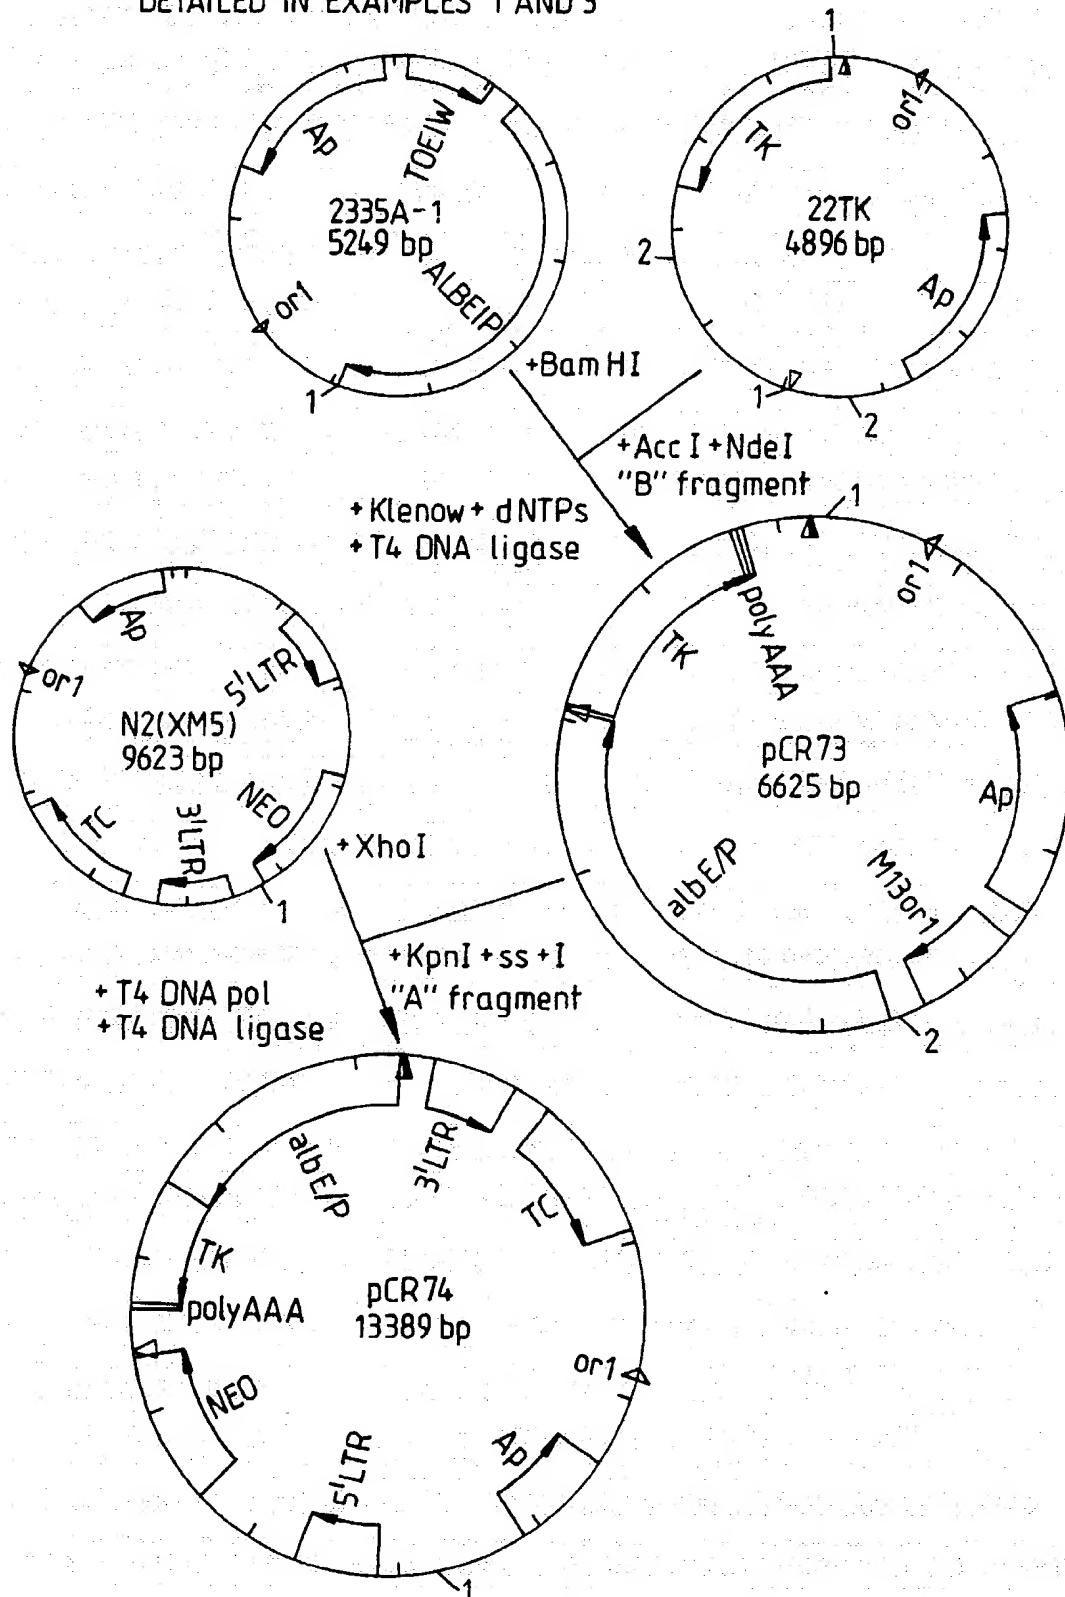 DETAILED IN EXAMPLES 1 AND 3
1
Ap
TOEIW
2335A-1
5249 bp
ALBEIP
or1
1
or1
TK
22TK
4896 bp
2
Ap
1
2
+Bam HI
+Acc I +NdeI
"B" fragment
+ Klenow + dNTPs
+ T4 DNA ligase
1
or1
polyAAA
TK
pCR73
6625 bp
Ap
M13or1
albE/P
2
Ap
or1
5'LTR
N2(XM5)
9623 bp
NEO
3'LTR
TC
1
+XhoI
+KpnI +ss +I
"A" fragment
+ T4 DNA pol
+T4 DNA ligase
albE/P
3'LTR
TC
TK
polyAAA
pCR74
13389 bp
or1
NEO
Ap
5'LTR
1